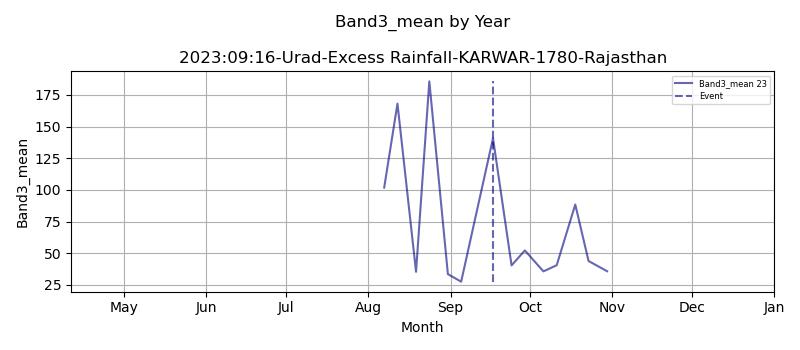 Band3_mean by Year
2023:09:16-Urad-Excess Rainfall-KARWAR-1780-Rajasthan
Band3_mean
175
150
125
100
75
50
25
Band3_mean 23
Event
May Jun Jul Aug Sep Oct Nov Dec Jan
Month